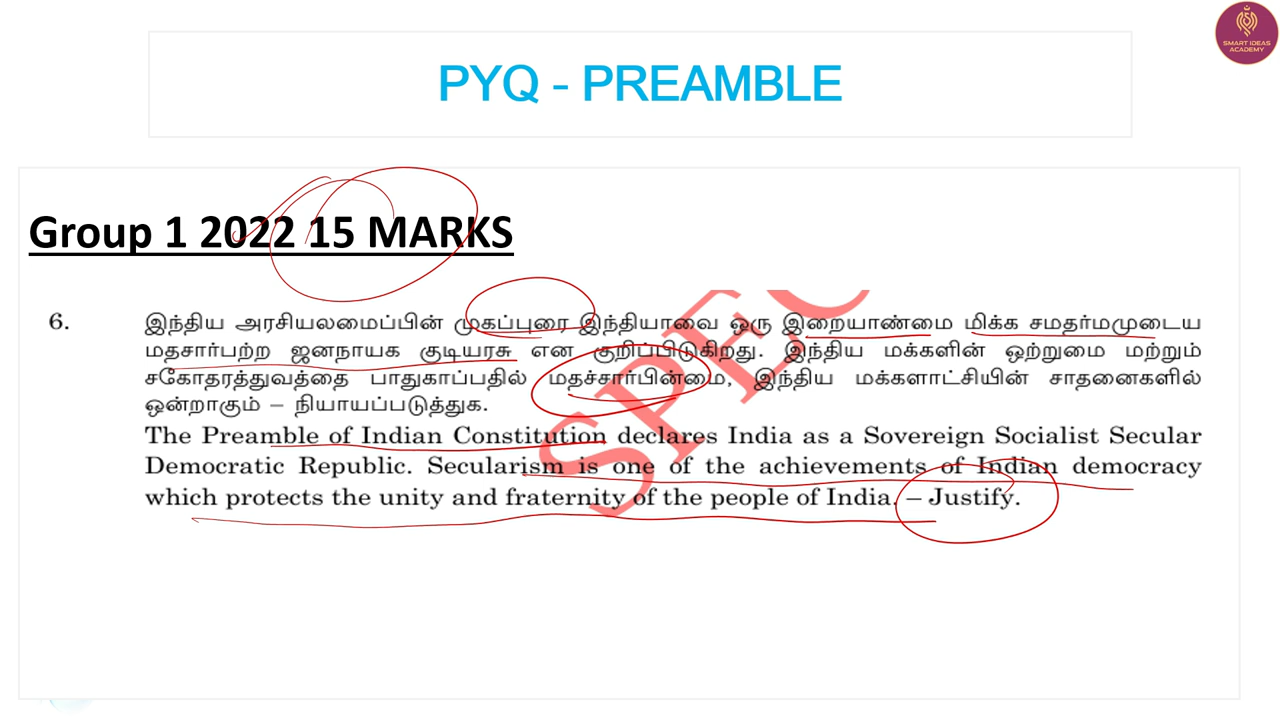 SMART IDEAS
ACADEMY
PYQ - PREAMBLE
Group 1 2022 15 MARKS
6. இந்திய அரசியலமைப்பின் முகப்புரை இந்தியாவை ஒரு இறையாண்மை மிக்க சமதர்மமுடைய
மதசார்பற்ற ஜனநாயக குடியரசு என குறிப்பிடுகிறது. இந்திய மக்களின் ஒற்றுமை மற்றும்
சகோதரத்துவத்தை பாதுகாப்பதில் மதச்சார்பின்மை, இந்திய மக்களாட்சியின் சாதனைகளில்
ஒன்றாகும் – நியாயப்படுத்துக.
The Preamble of Indian Constitution declares India as a Sovereign Socialist Secular
Democratic Republic. Secularism is one of the achievements of Indian democracy
which protects the unity and fraternity of the people of India. – Justify.
SPEC